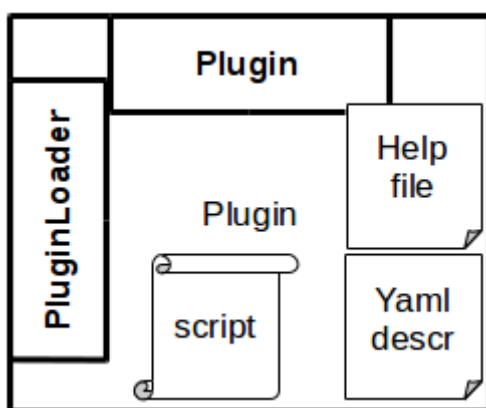 Plugin
PluginLoader
Help
file
Plugin
script
Yaml
descr